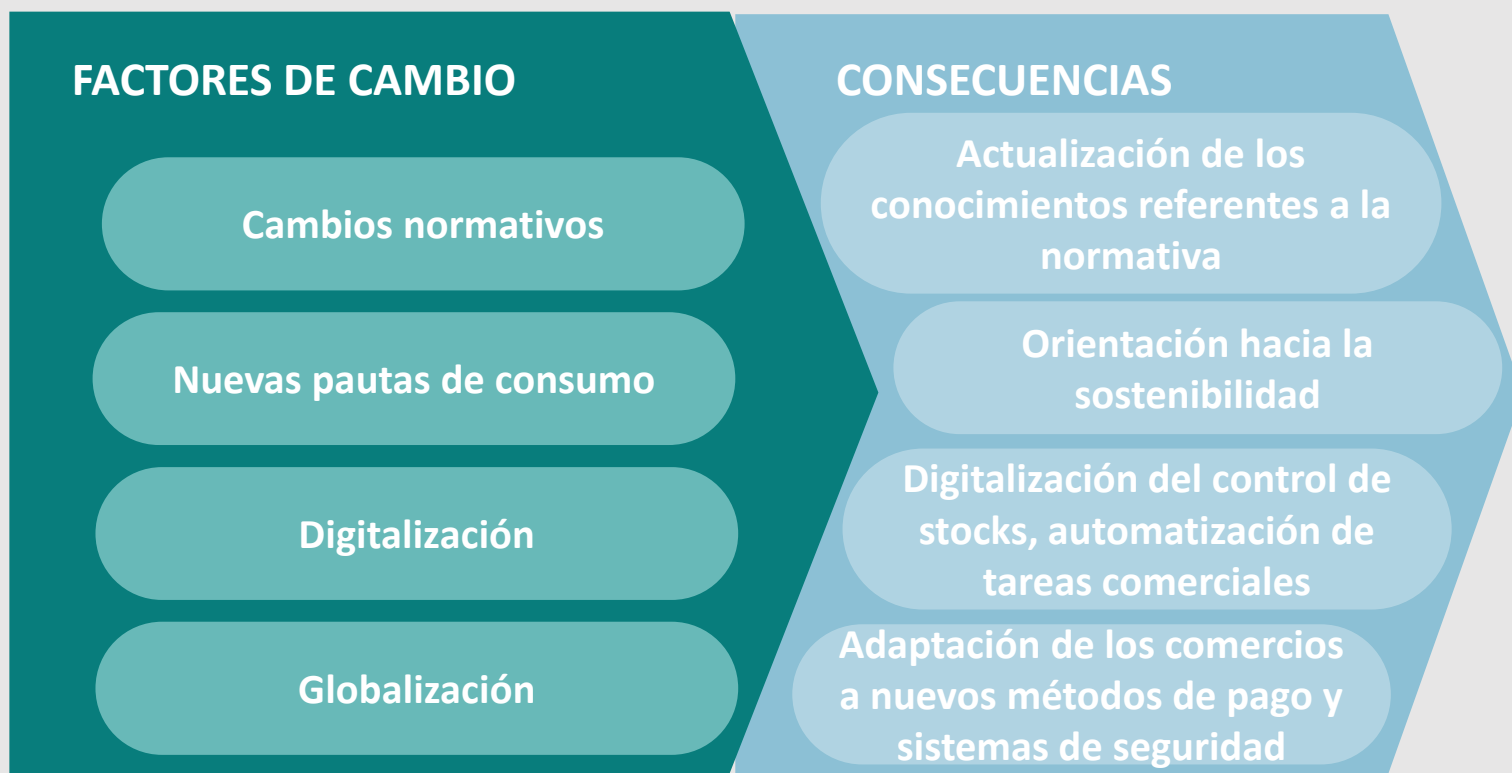 FACTORES DE CAMBIO
Cambios normativos
Nuevas pautas de consumo
Digitalización
Globalización
CONSECUENCIAS
Actualización de los
conocimientos referentes a la
normativa
Orientación hacia la
sostenibilidad
Digitalización del control de
stocks, automatización de
tareas comerciales
Adaptación de los comercios
a nuevos métodos de pago y
sistemas de seguridad